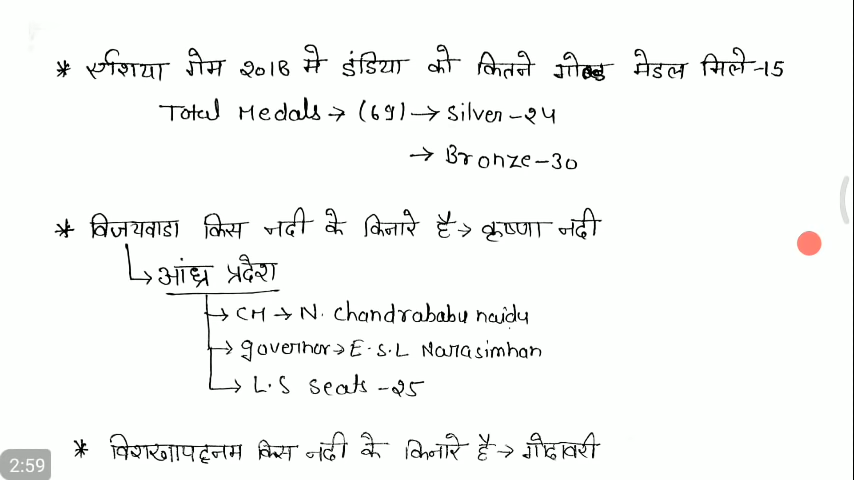 * एशिया गेम 2018 मे इंडिया को कितने गोल्ड मेडल मिले-15
Total Medals → (69) → Silver-24
→ Bronze-30
* विजयवाडा किस नदी के किनारे है → कृष्णा नदी
↳ आंध्र प्रदेश
→ CM → N. Chandrababu naidu
→ governor → E.S.L Narasimhan
→ L.S Seats -25
* विशाखापट्टनम किस नदी के किनारे है → गोदावरी
2:59